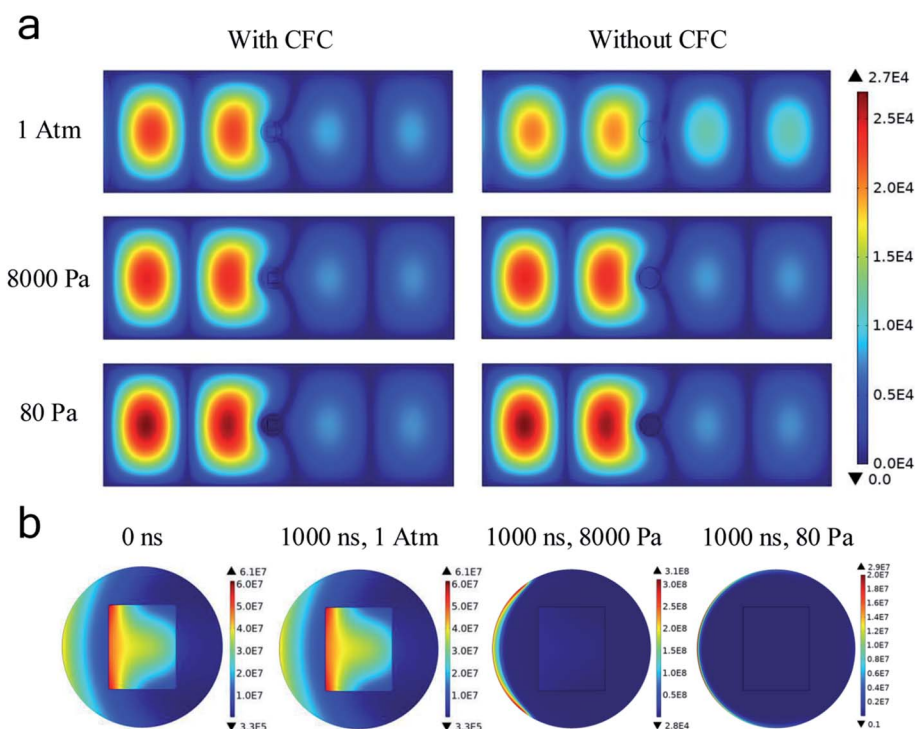 a
With CFC Without CFC
1 Atm
8000 Pa
80 Pa
2.7E4
2.5E4
2.0E4
1.5E4
1.0E4
0.5E4
0.0E4
0.0
b
0 ns 1000 ns, 1 Atm 1000 ns, 8000 Pa 1000 ns, 80 Pa
6.1E7
6.0E7
5.0E7
4.0E7
3.0E7
2.0E7
1.0E7
3.3E5
6.1E7
6.0E7
5.0E7
4.0E7
3.0E7
2.0E7
1.0E7
3.3E5
3.1E8
3.0E8
2.5E8
2.0E8
1.5E8
1.0E8
0.5E8
2.8E4
2.9E7
2.0E7
1.8E7
1.6E7
1.4E7
1.2E7
1.0E7
0.7E7
0.6E7
0.4E7
0.2E7
0.1